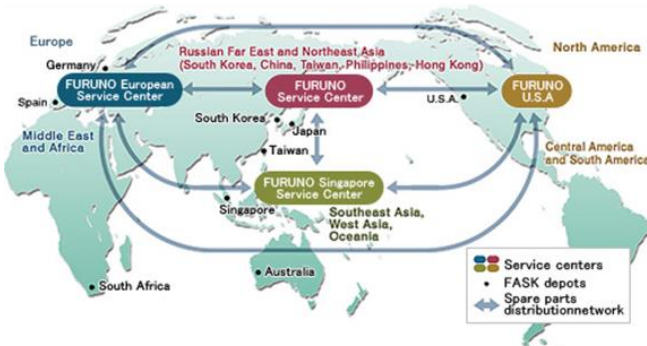 Europe
North America
Russian Far East and Northeast Asia
(South Korea, China, Taiwan, Philippines, Hong Kong)
Germany
FURUNO European
Service Center
FURUNO
Service Center
FURUNO
U.S.A
Spain
U.S.A.
South Korea
Japan
Middle East
and Africa
Taiwan
Central America
and South America
FURUNO Singapore
Service Center
Singapore
Southeast Asia,
West Asia,
Oceania
Australia
South Africa
Service centers
FASK depots
Spare parts
distributionnetwork